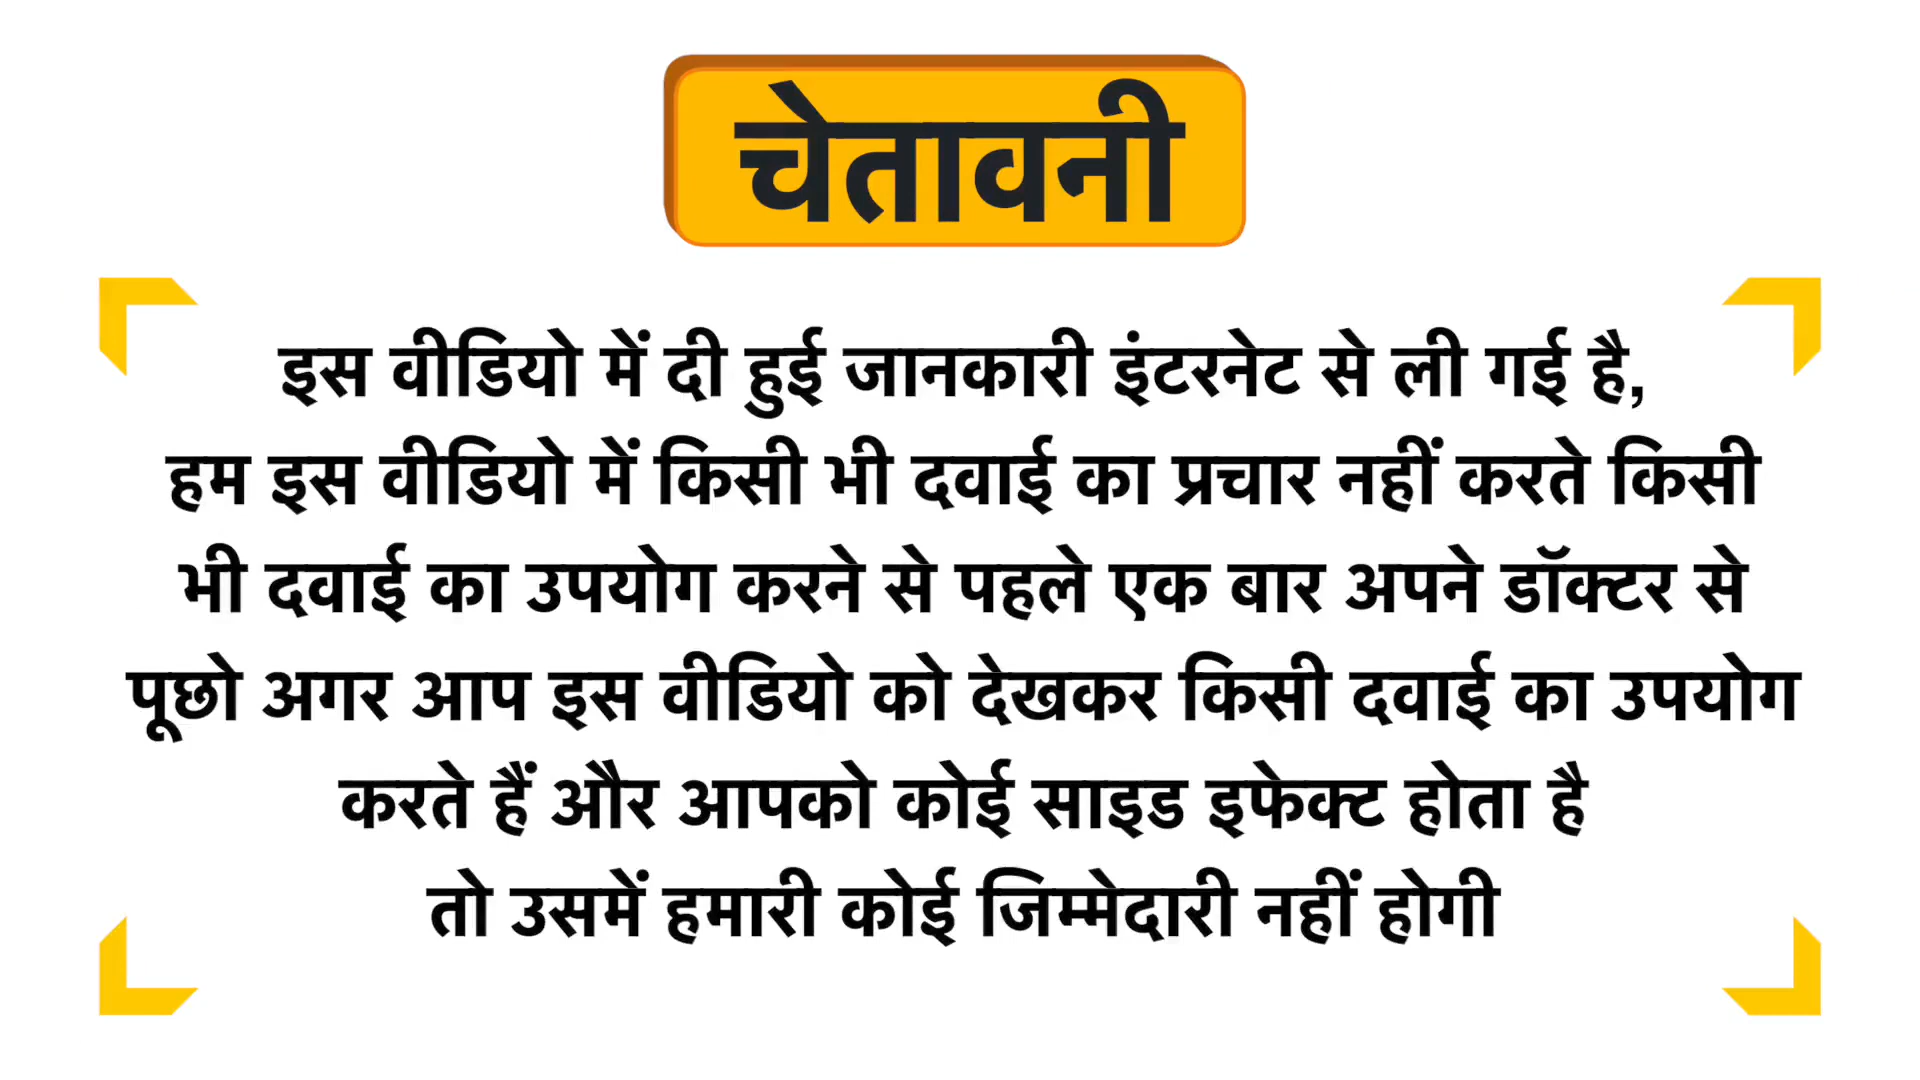 चेतावनी
इस वीडियो में दी हुई जानकारी इंटरनेट से ली गई है,
हम इस वीडियो में किसी भी दवाई का प्रचार नहीं करते किसी
भी दवाई का उपयोग करने से पहले एक बार अपने डॉक्टर से
पूछो अगर आप इस वीडियो को देखकर किसी दवाई का उपयोग
करते हैं और आपको कोई साइड इफेक्ट होता है
तो उसमें हमारी कोई जिम्मेदारी नहीं होगी